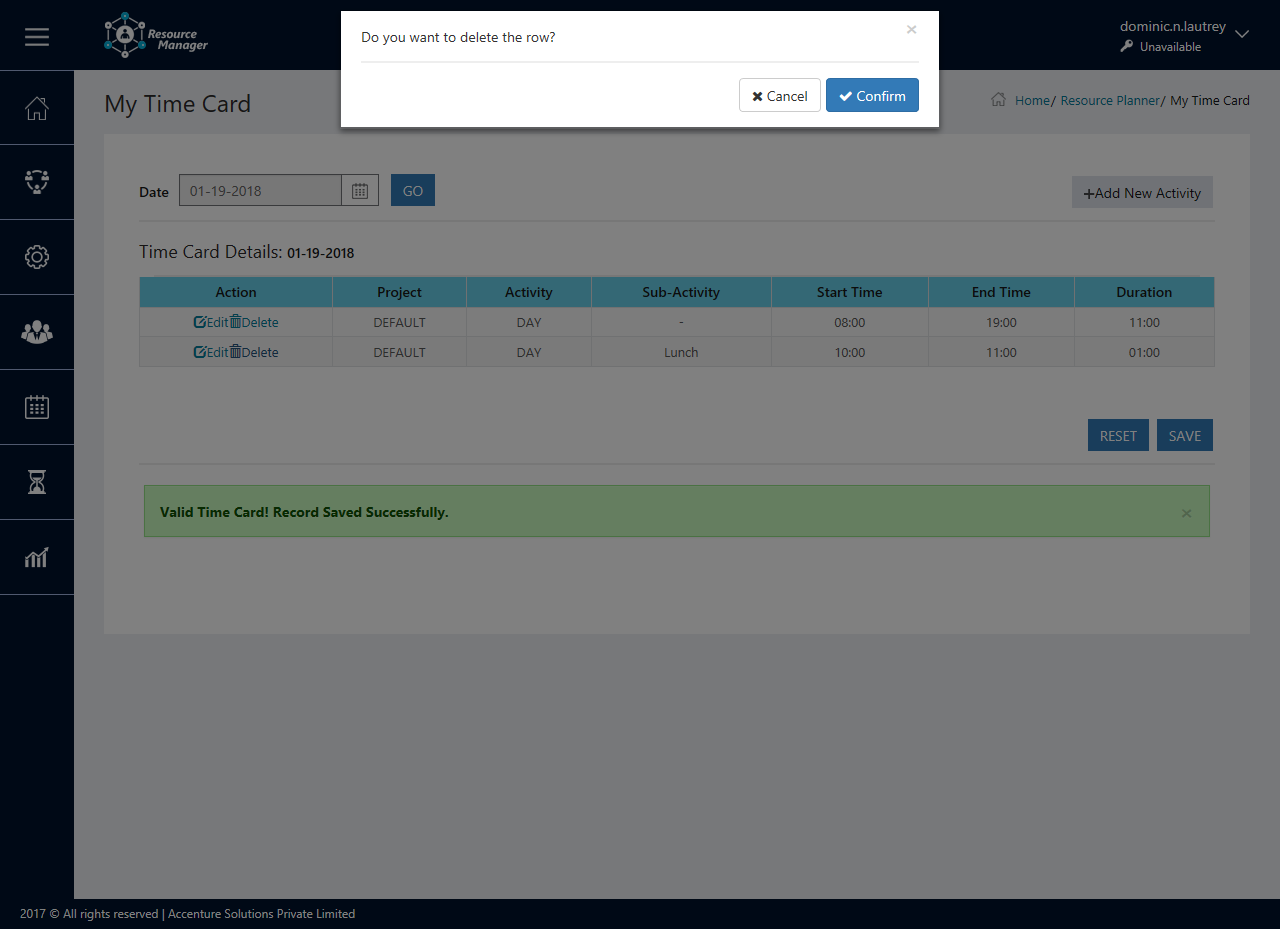 Do you want to delete the row?
×
Cancel
Confirm
Resource
Manager
dominic.n.lautrey
Unavailable
My Time Card
Home/ Resource Planner/ My Time Card
Date
01-19-2018
GO
+Add New Activity
Time Card Details: 01-19-2018
Action Project Activity Sub-Activity Start Time End Time Duration
Edit Delete DEFAULT DAY - 08:00 19:00 11:00
Edit Delete DEFAULT DAY Lunch 10:00 11:00 01:00
RESET SAVE
Valid Time Card! Record Saved Successfully. ×
2017 © All rights reserved | Accenture Solutions Private Limited